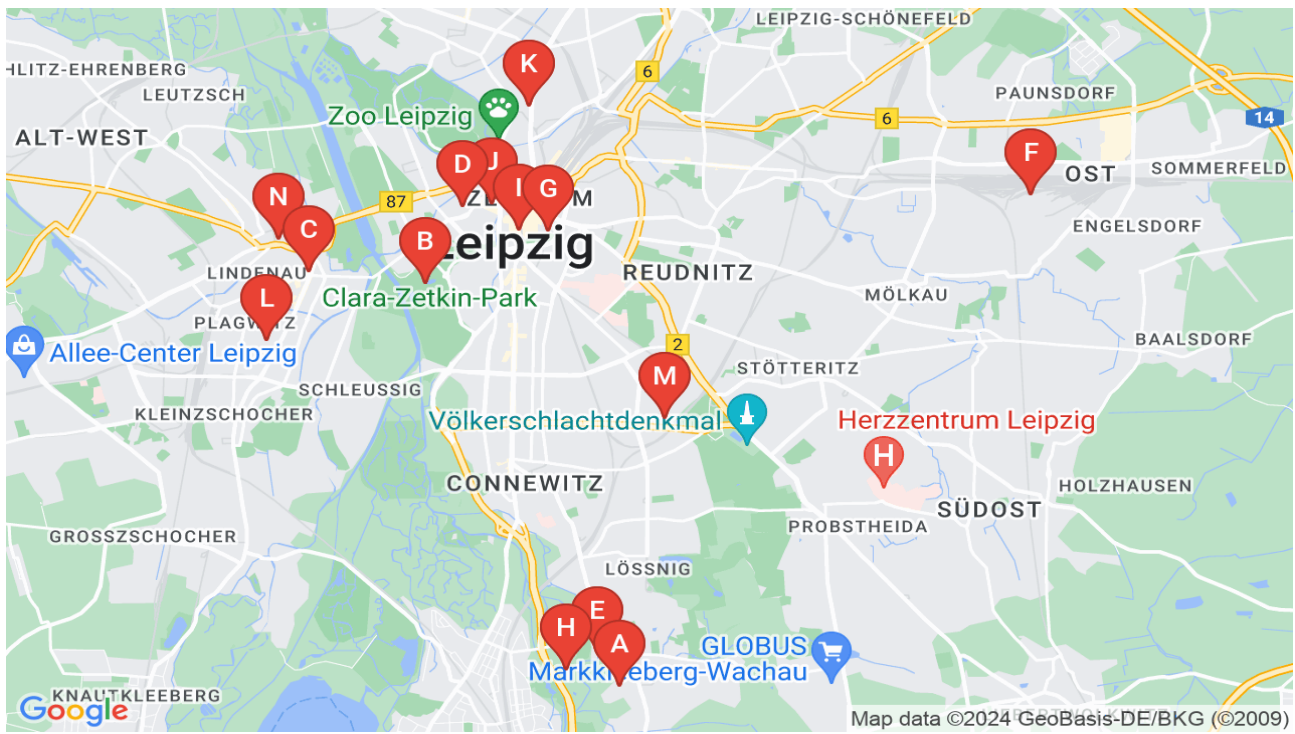 LEIPZIG-SCHÖNEFELD
HLITZ-EHRENBERG
K
6
LEUTZSCH
PAUNSDORF
Zoo Leipzig
6
14
ALT-WEST
D
J
F
OST
SOMMERFELD
I
G
N
87
ZE
M
C
B
Leipzig
ENGELSDORF
LINDENAU
REUDNITZ
L
Clara-Zetkin-Park
MÖLKAU
PLAGWITZ
2
BAALSDORF
Allee-Center Leipzig
M
STÖTTERITZ
SCHLEUSSIG
KLEINZSCHOCHER
Völkerschlachtdenkmal
Herzzentrum Leipzig
H
CONNEWITZ
HOLZHAUSEN
SÜDOST
GROSSZSCHOCHER
PROBSTHEIDA
LÖSSNIG
E
H
A
GLOBUS
Markkleeberg-Wachau
KNAUTKLEEBERG
Google
Map data ©2024 GeoBasis-DE/BKG (©2009)